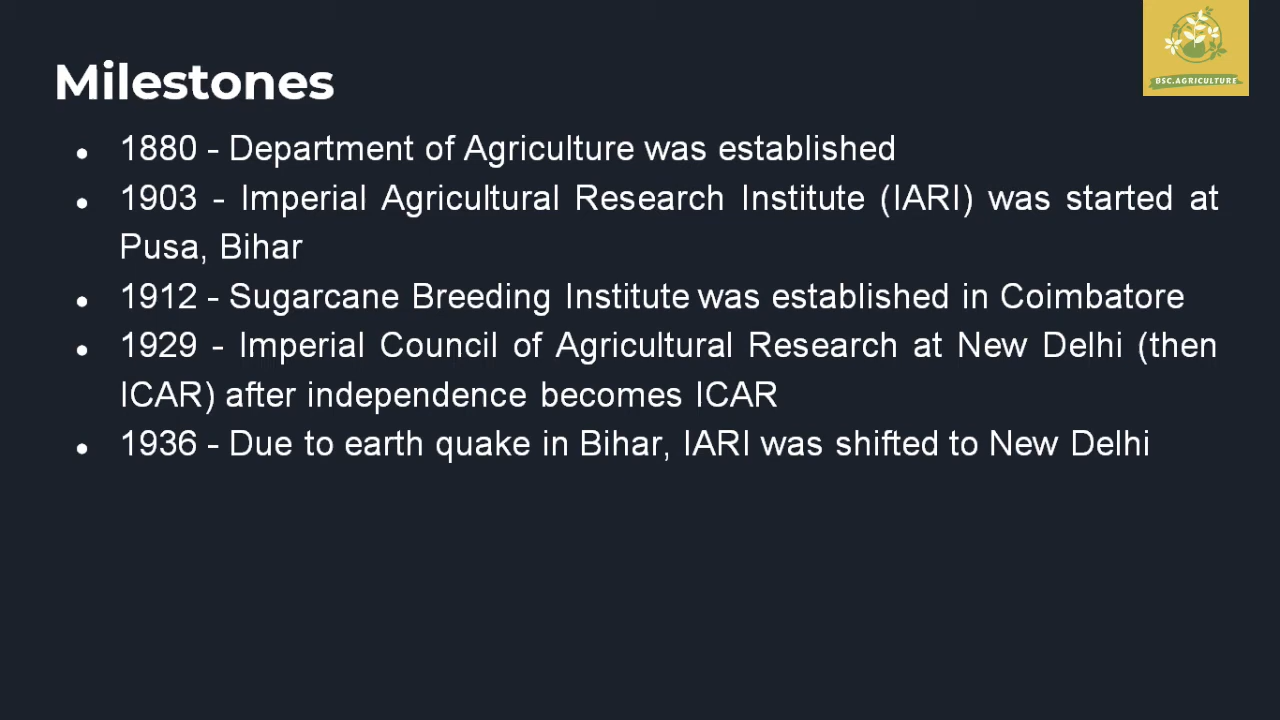 BSC.AGRICULTURE
Milestones
● 1880 - Department of Agriculture was established
● 1903 - Imperial Agricultural Research Institute (IARI) was started at
Pusa, Bihar
● 1912 - Sugarcane Breeding Institute was established in Coimbatore
● 1929 - Imperial Council of Agricultural Research at New Delhi (then
ICAR) after independence becomes ICAR
● 1936 - Due to earth quake in Bihar, IARI was shifted to New Delhi